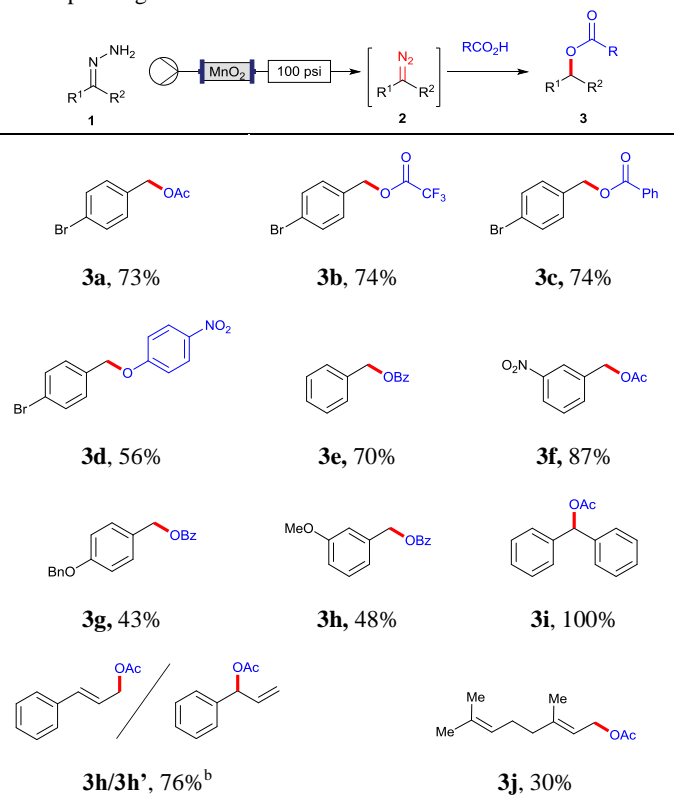 N NH2 R1 R2 1
MnO2 100 psi
N2 R1 R2 2
RCO2H
O O R R1 R2 3
Br OAc
3a, 73%
Br O O CF3
3b, 74%
Br O O Ph
3c, 74%
Br O NO2
3d, 56%
OBz
3e, 70%
O2N OAc
3f, 87%
BnO OBz
3g, 43%
MeO OBz
3h, 48%
OAc
3i, 100%
OAc OAc
3h/3h’, 76%b
Me Me Me OAc
3j, 30%